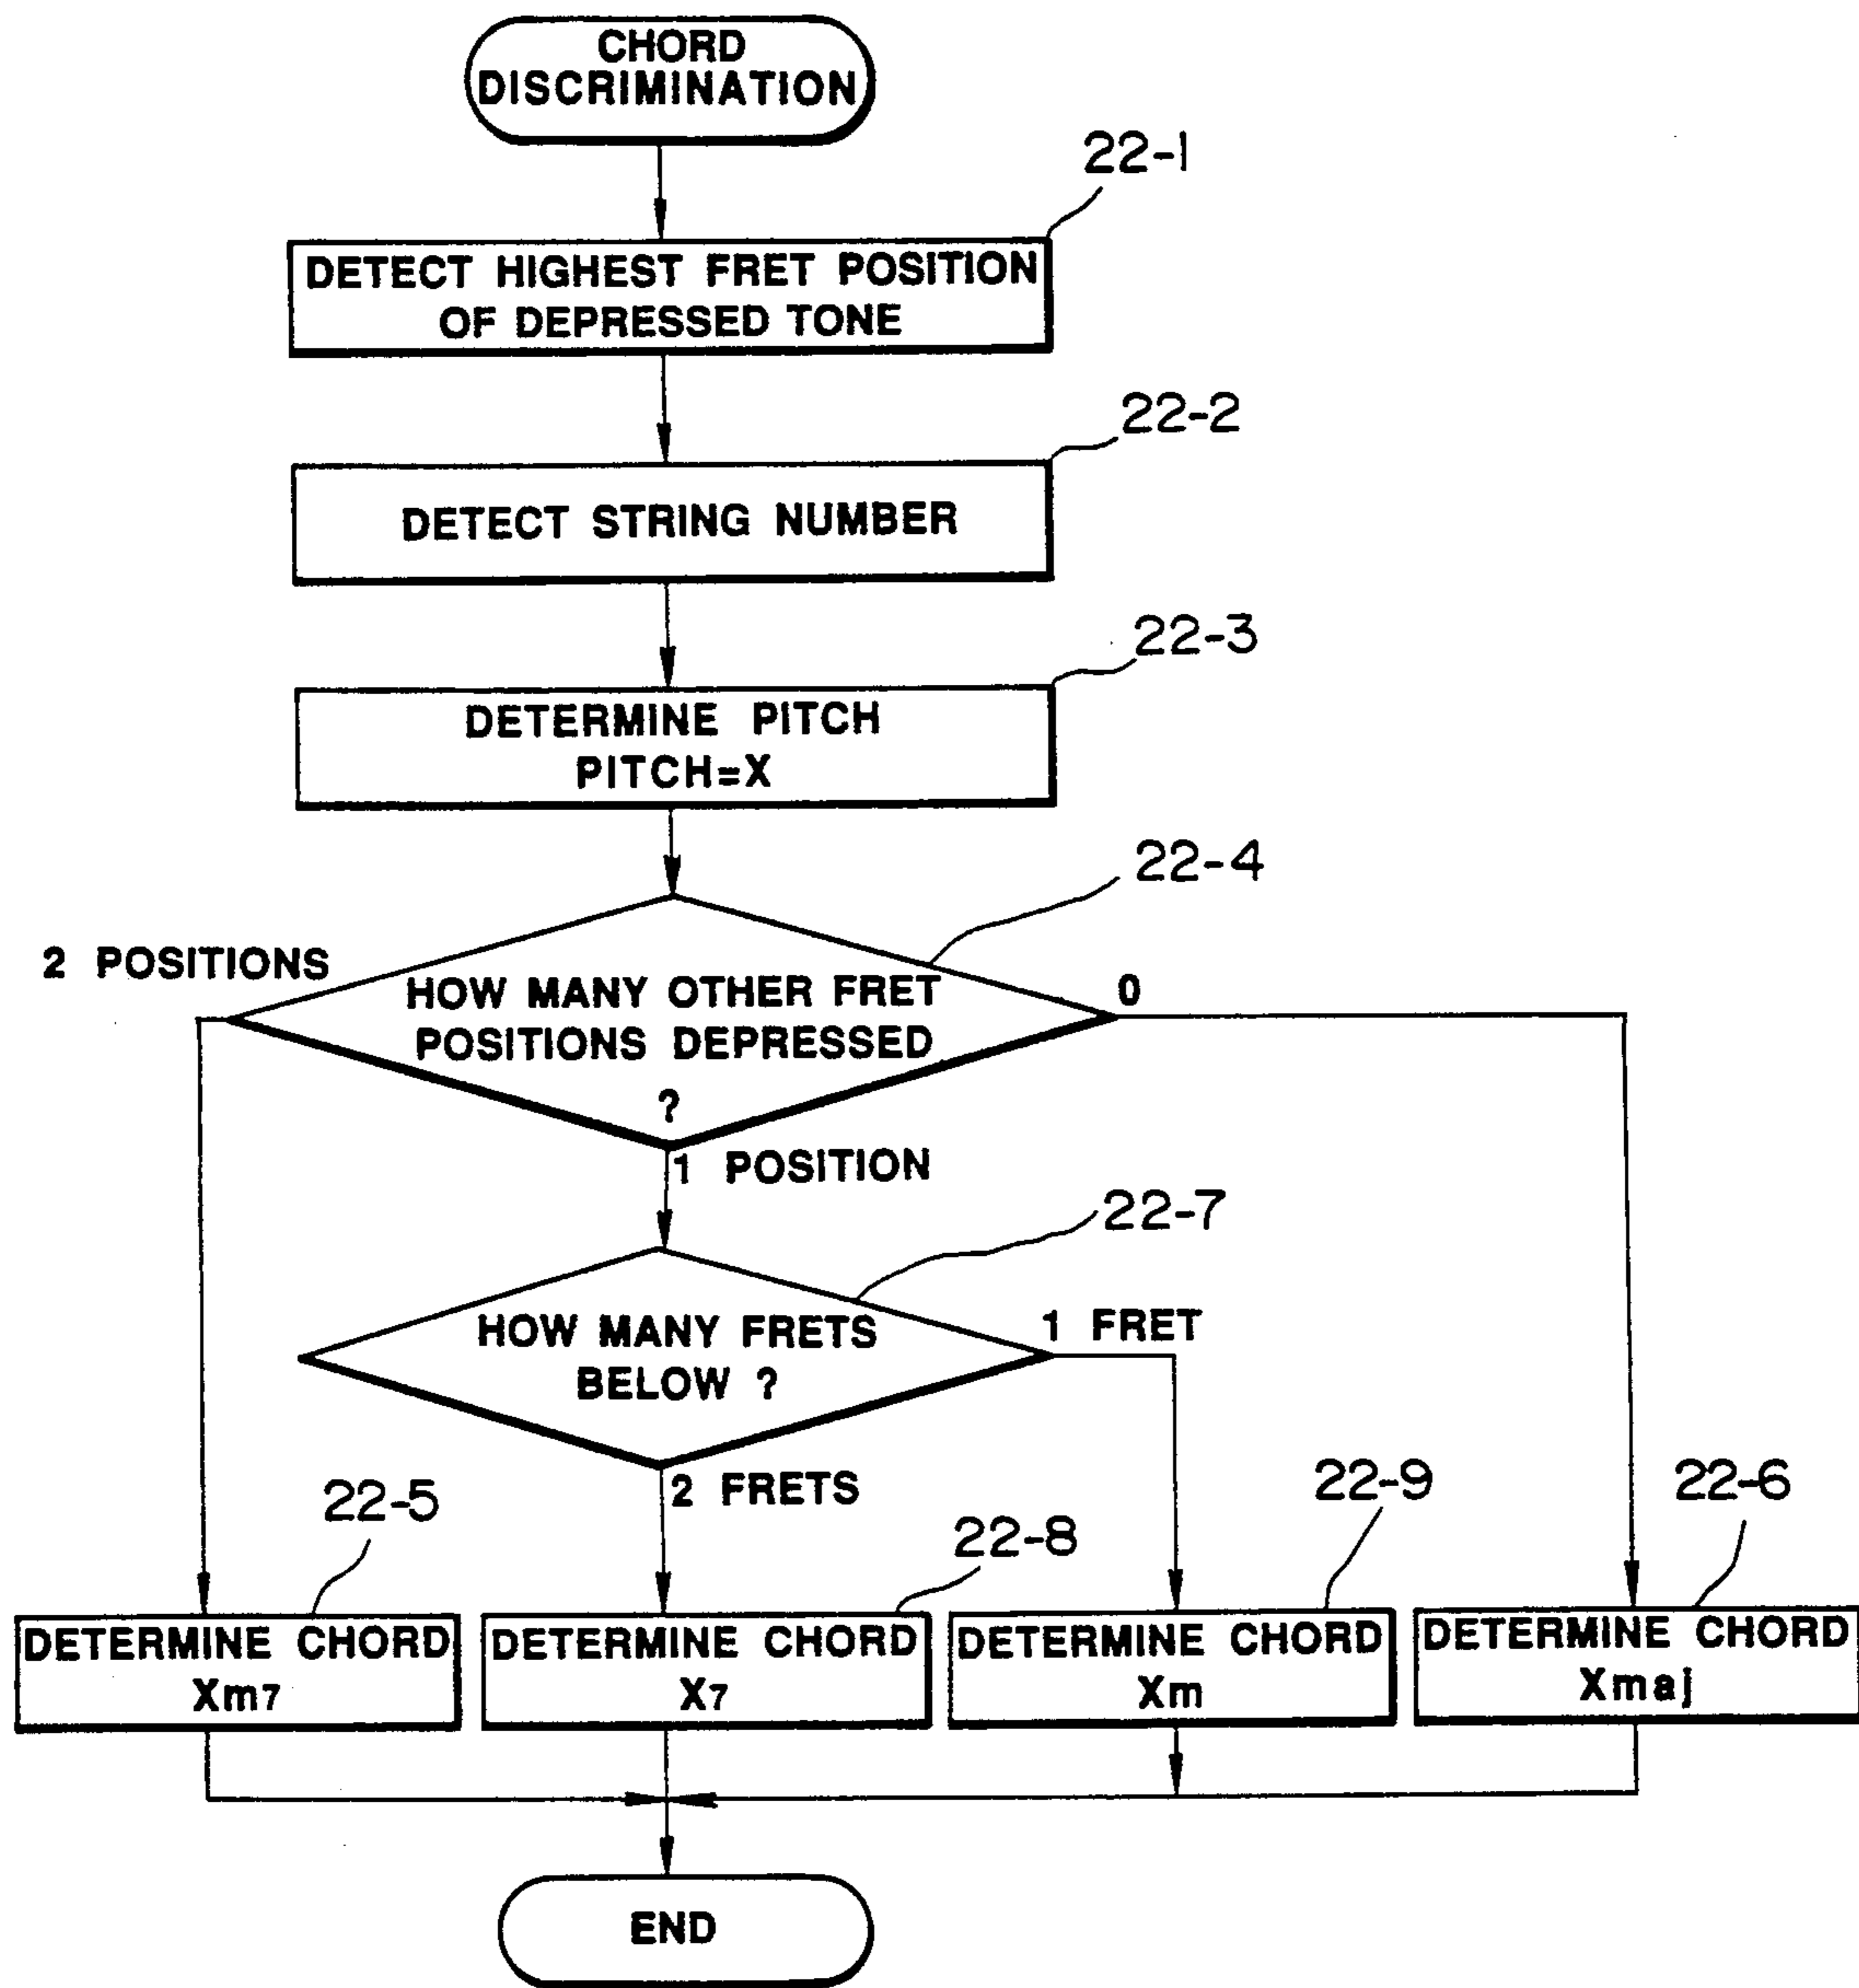 CHORD
DISCRIMINATION
22-1
DETECT HIGHEST FRET POSITION
OF DEPRESSED TONE
22-2
DETECT STRING NUMBER
22-3
DETERMINE PITCH
PITCH=X
22-4
2 POSITIONS
HOW MANY OTHER FRET
POSITIONS DEPRESSED
?
0
1 POSITION
22-7
HOW MANY FRETS
BELOW ?
1 FRET
2 FRETS
22-5
22-8
22-9
22-6
DETERMINE CHORD
Xm7
DETERMINE CHORD
X7
DETERMINE CHORD
Xm
DETERMINE CHORD
Xmaj
END